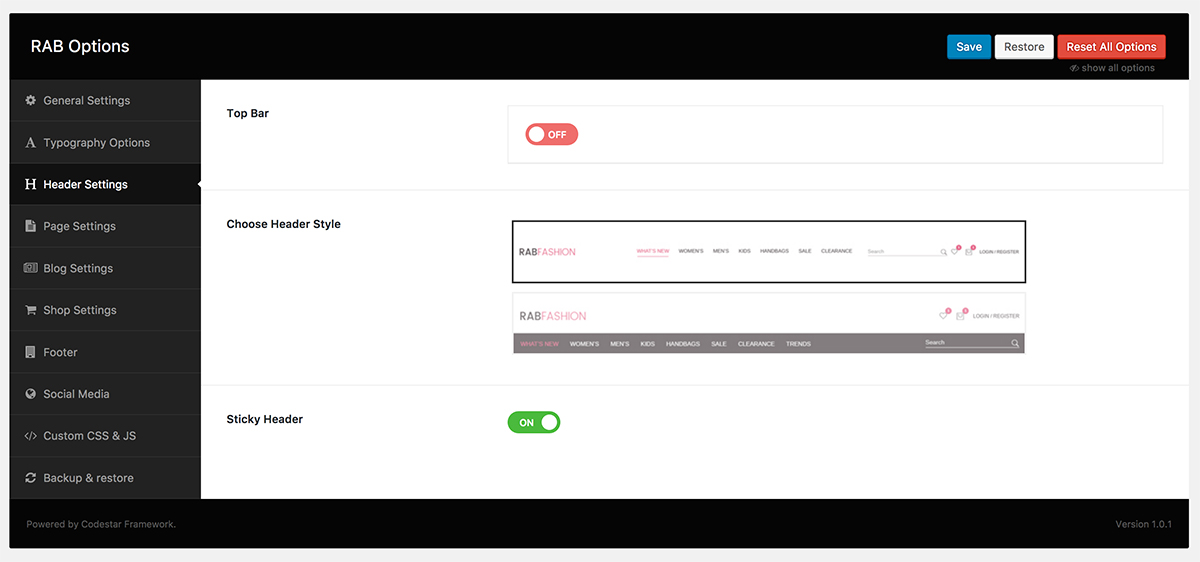 RAB Options
Save Restore Reset All Options
show all options
General Settings
Typography Options
Header Settings
Page Settings
Blog Settings
Shop Settings
Footer
Social Media
Custom CSS & JS
Backup & restore
Top Bar
OFF
Choose Header Style
RABFASHION WHAT'S NEW WOMEN'S MEN'S KIDS HANDBAGS SALE CLEARANCE Search LOGIN / REGISTER
RABFASHION LOGIN / REGISTER
WHAT'S NEW WOMEN'S MEN'S KIDS HANDBAGS SALE CLEARANCE TRENDS Search
Sticky Header
ON
Powered by Codestar Framework.
Version 1.0.1